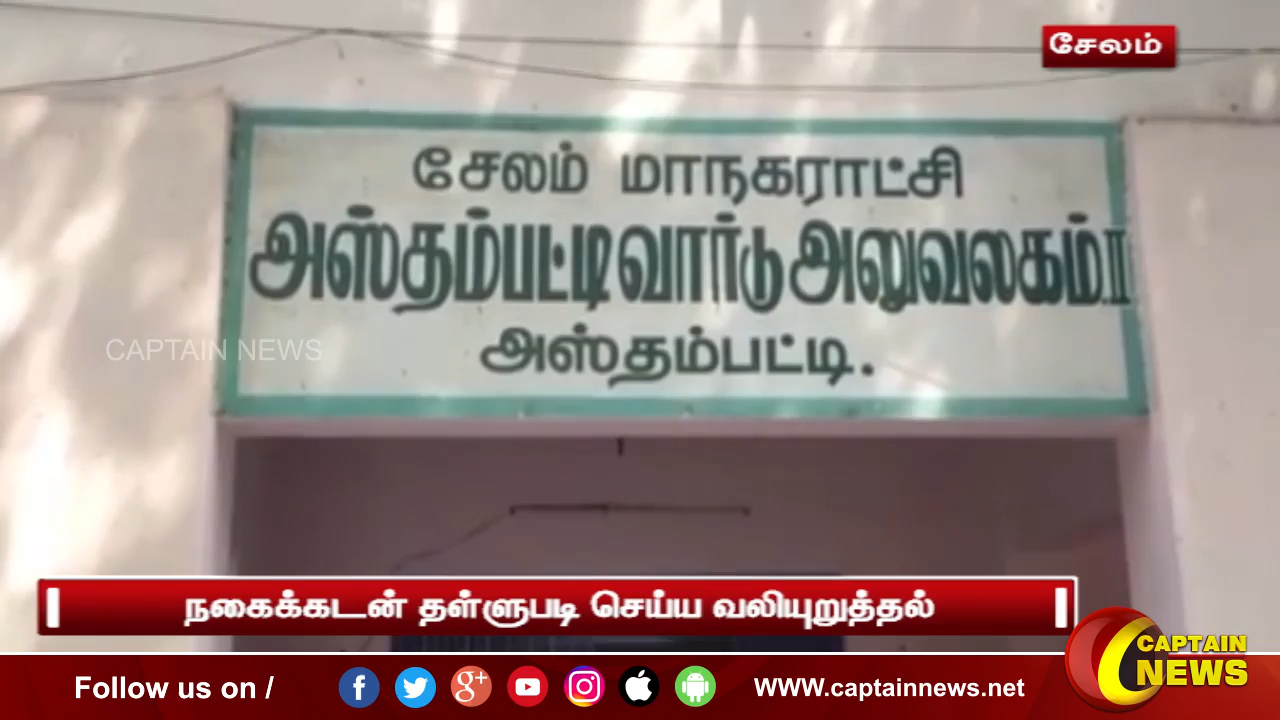 சேலம்
சேலம் மாநகராட்சி
அஸ்தம்பட்டி வார்டு அலுவலகம்.II
அஸ்தம்பட்டி.
CAPTAIN NEWS
நகைக்கடன் தள்ளுபடி செய்ய வலியுறுத்தல்
CAPTAIN
NEWS
Follow us on / WWW.captainnews.net